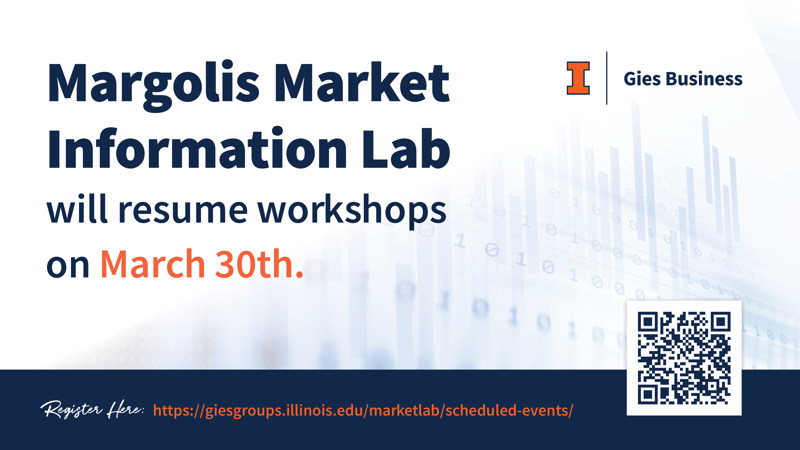 Margolis Market
Information Lab
will resume workshops
on March 30th.
I
Gies Business
Register Here: https://giesgroups.illinois.edu/marketlab/scheduled-events/